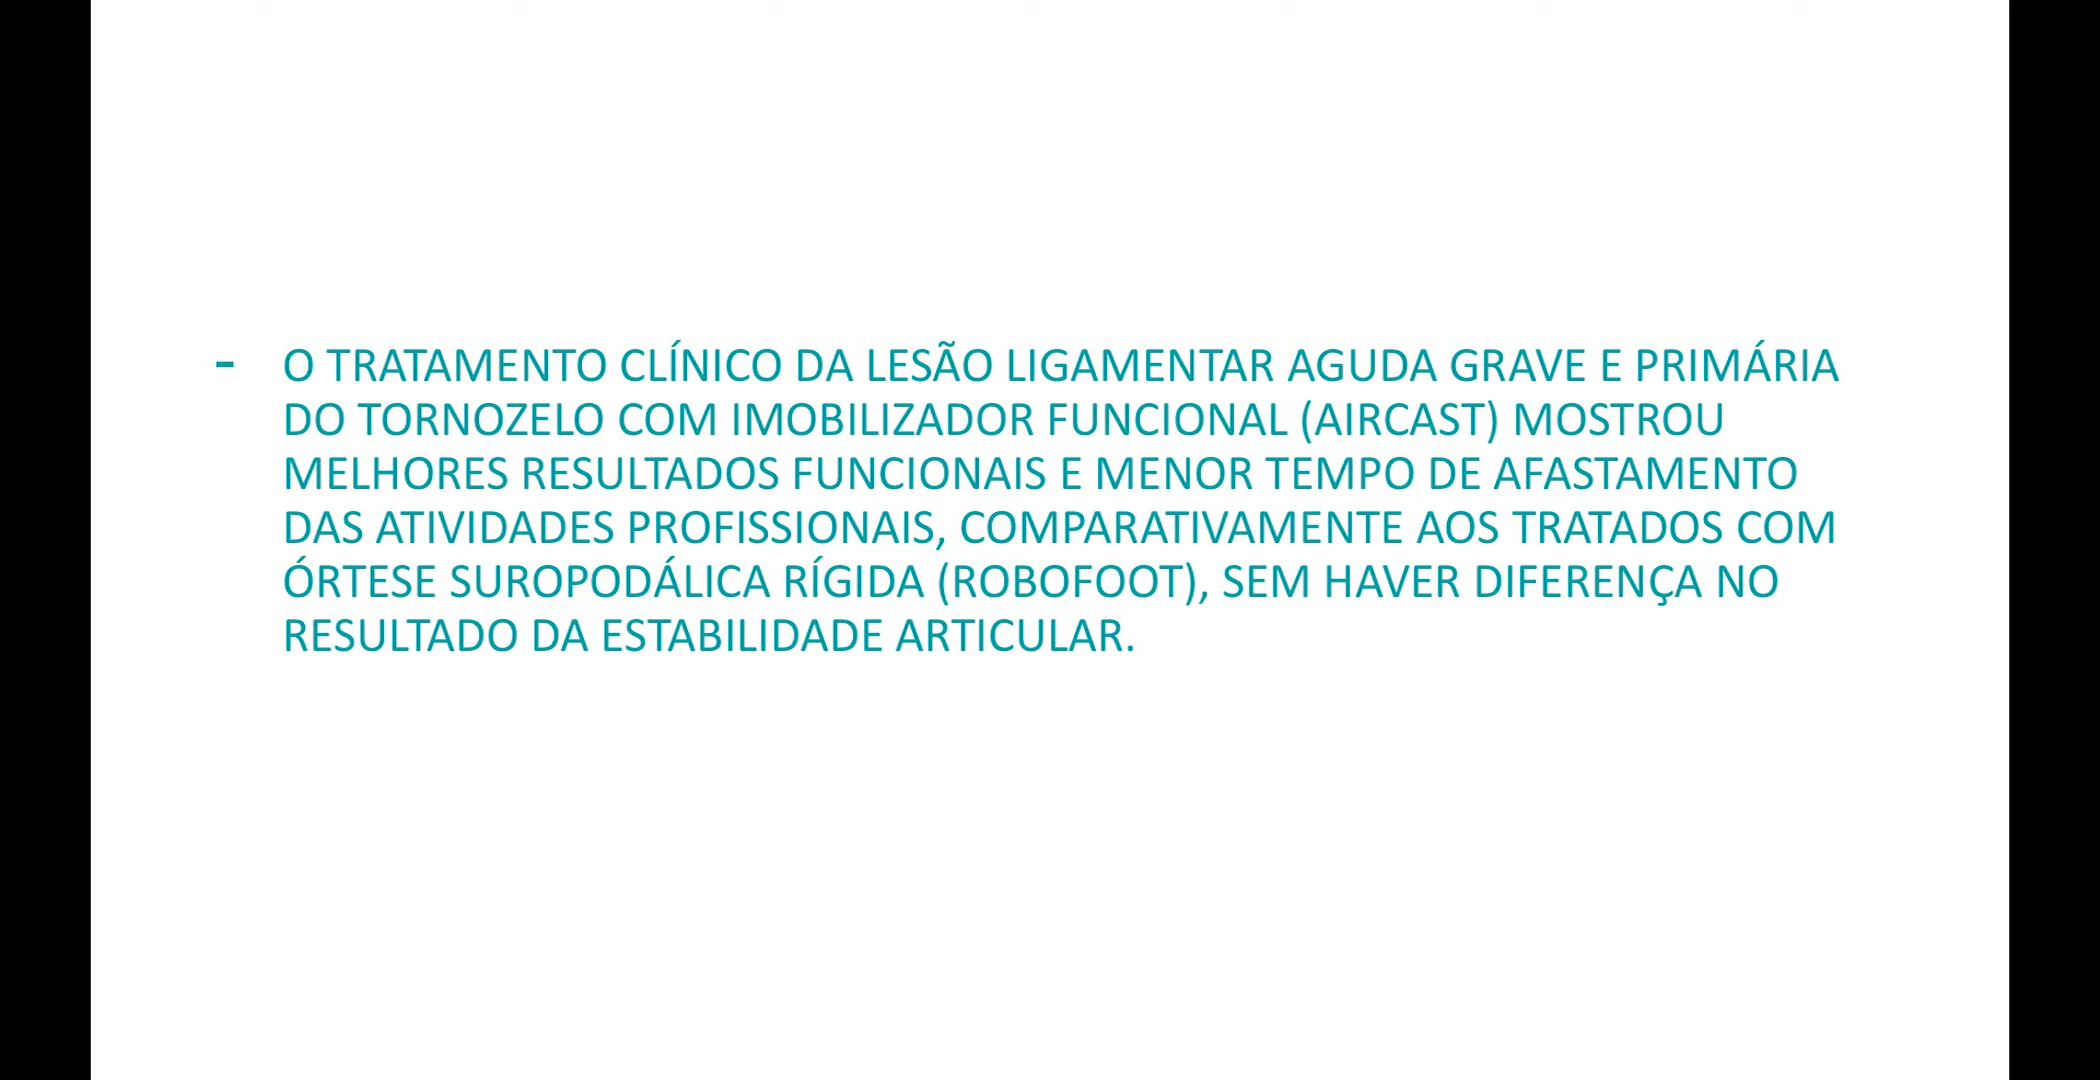 - O TRATAMENTO CLÍNICO DA LESÃO LIGAMENTAR AGUDA GRAVE E PRIMÁRIA
DO TORNOZELO COM IMOBILIZADOR FUNCIONAL (AIRCAST) MOSTROU
MELHORES RESULTADOS FUNCIONAIS E MENOR TEMPO DE AFASTAMENTO
DAS ATIVIDADES PROFISSIONAIS, COMPARATIVAMENTE AOS TRATADOS COM
ÓRTESE SUROPODÁLICA RÍGIDA (ROBOFOOT), SEM HAVER DIFERENÇA NO
RESULTADO DA ESTABILIDADE ARTICULAR.